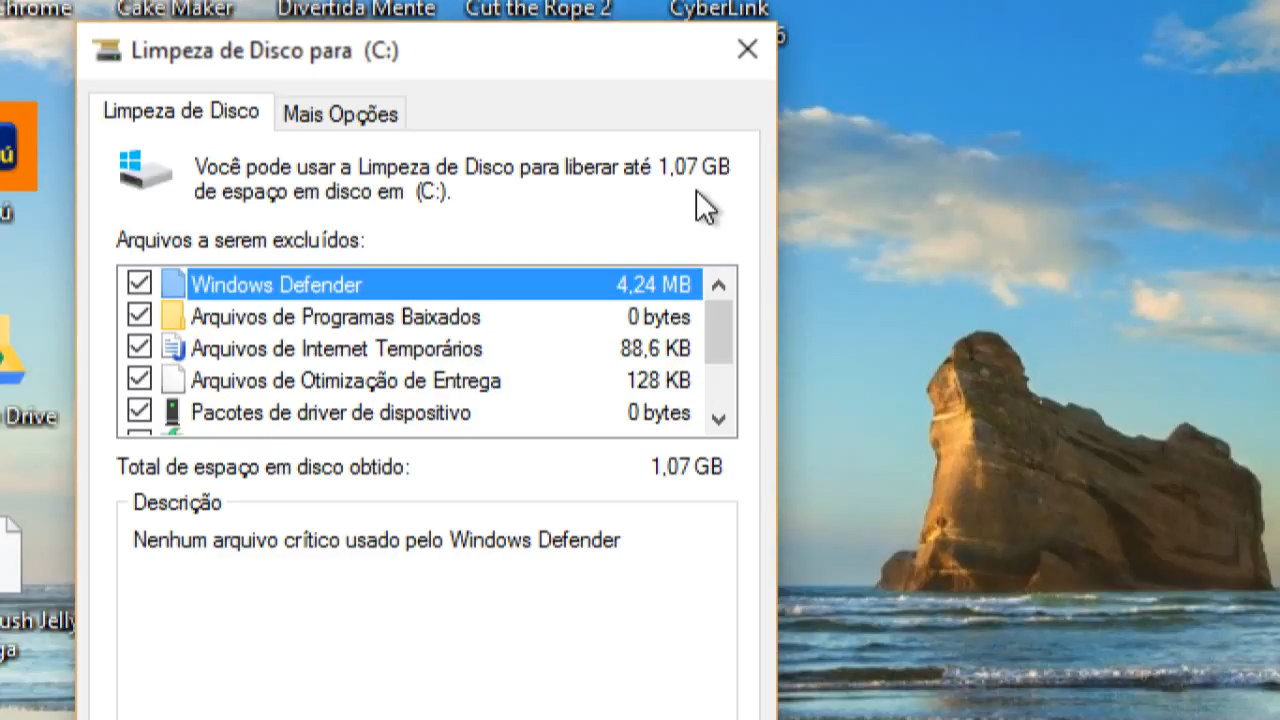 Chrome
Cake Maker
Divertida Mente
Cut the Rope 2
CyberLink
Limpeza de Disco para (C:)
Limpeza de Disco
Mais Opções
Você pode usar a Limpeza de Disco para liberar até 1,07 GB
de espaço em disco em (C:).
Arquivos a serem excluídos:
Windows Defender 4,24 MB
Arquivos de Programas Baixados 0 bytes
Arquivos de Internet Temporários 88,6 KB
Arquivos de Otimização de Entrega 128 KB
Pacotes de driver de dispositivo 0 bytes
Drive
Total de espaço em disco obtido: 1,07 GB
Descrição
Nenhum arquivo crítico usado pelo Windows Defender